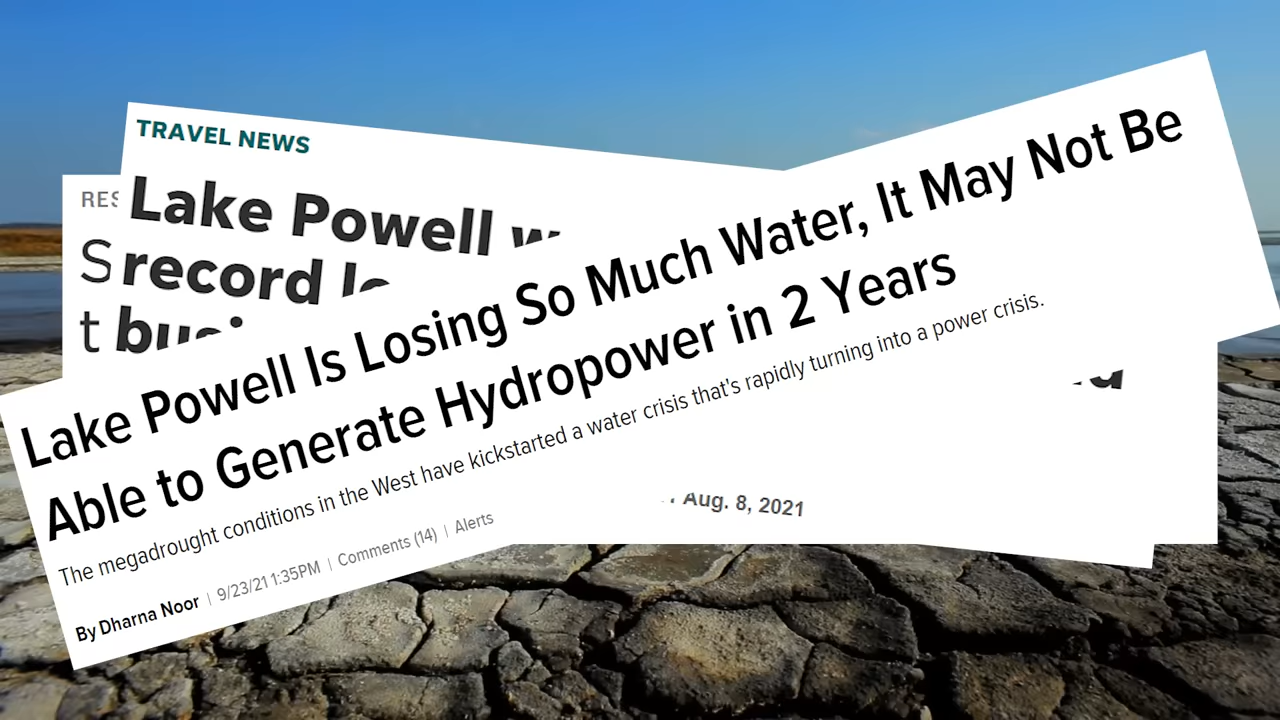 TRAVEL NEWS
RES
Lake Powell
S record
t
Lake Powell Is Losing So Much Water, It May Not Be
Able to Generate Hydropower in 2 Years
The megadrought conditions in the West have kickstarted a water crisis that's rapidly turning into a power crisis.
By Dharna Noor | 9/23/21 1:35PM | Comments (14) | Alerts
Aug. 8, 2021